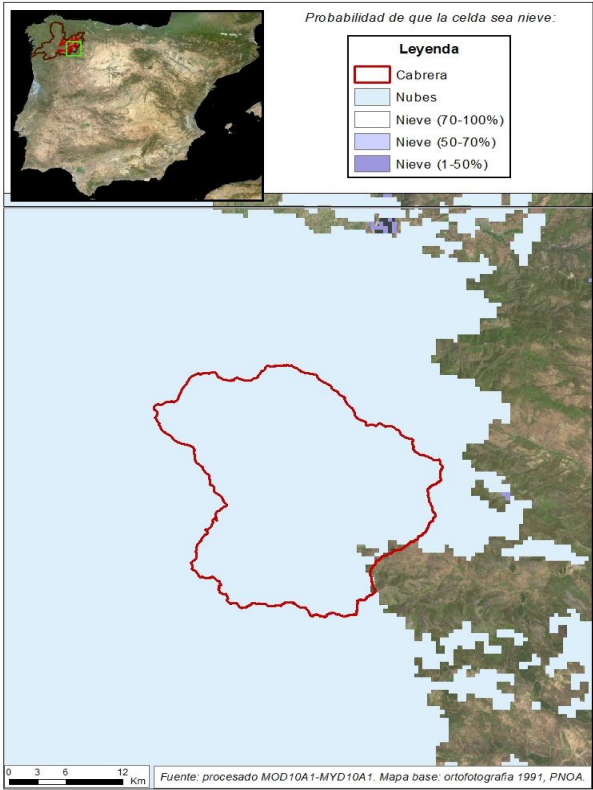 Probabilidad de que la celda sea nieve:
Leyenda
Cabrera
Nubes
Nieve (70-100%)
Nieve (50-70%)
Nieve (1-50%)
0 3 6 12
Km
Fuente: procesado MOD10A1-MYD10A1. Mapa base: ortofotografía 1991, PNOA.